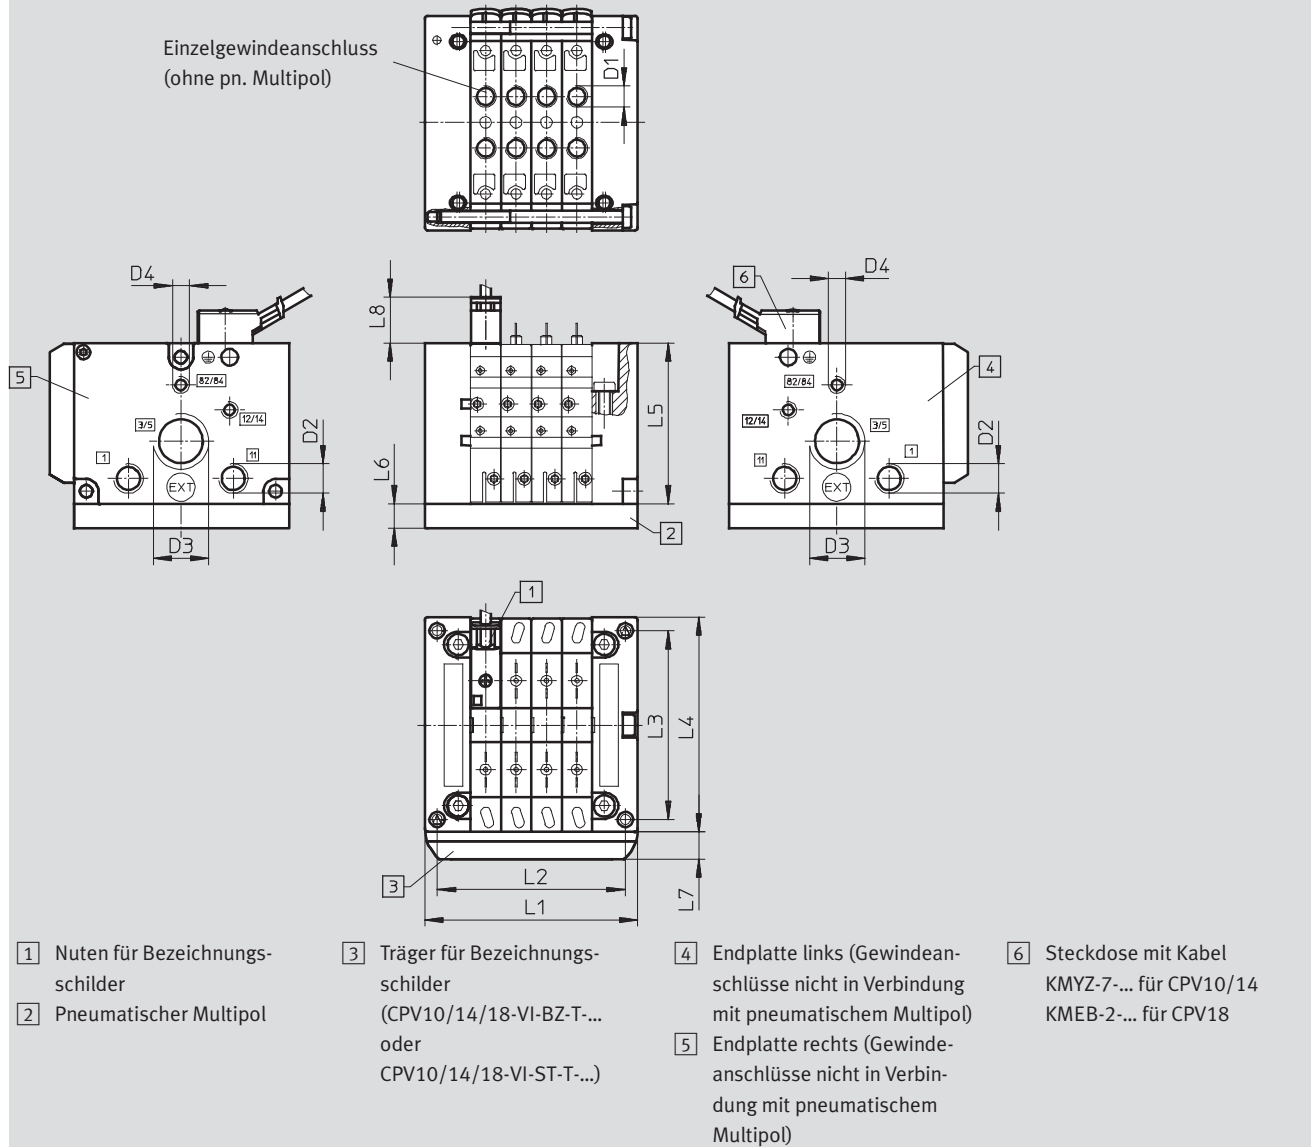 Einzelgewindeanschluss
(ohne pn. Multipol)
D1
D4
L8
6
D4
5
82/84
12/14
3/5
1
11
EXT
D2
D3
L6
L5
2
82/84
12/14
3/5
11
1
EXT
D2
D3
4
1
L3
L4
3
L2
L1
L7
1 Nuten für Bezeichnungs-
schilder
2 Pneumatischer Multipol
3 Träger für Bezeichnungs-
schilder
(CPV10/14/18-VI-BZ-T-...
oder
CPV10/14/18-VI-ST-T-...)
4 Endplatte links (Gewindean-
schlüsse nicht in Verbindung
mit pneumatischem Multipol)
5 Endplatte rechts (Gewinde-
anschlüsse nicht in Verbin-
dung mit pneumatischem
Multipol)
6 Steckdose mit Kabel
KMYZ-7-... für CPV10/14
KMEB-2-... für CPV18